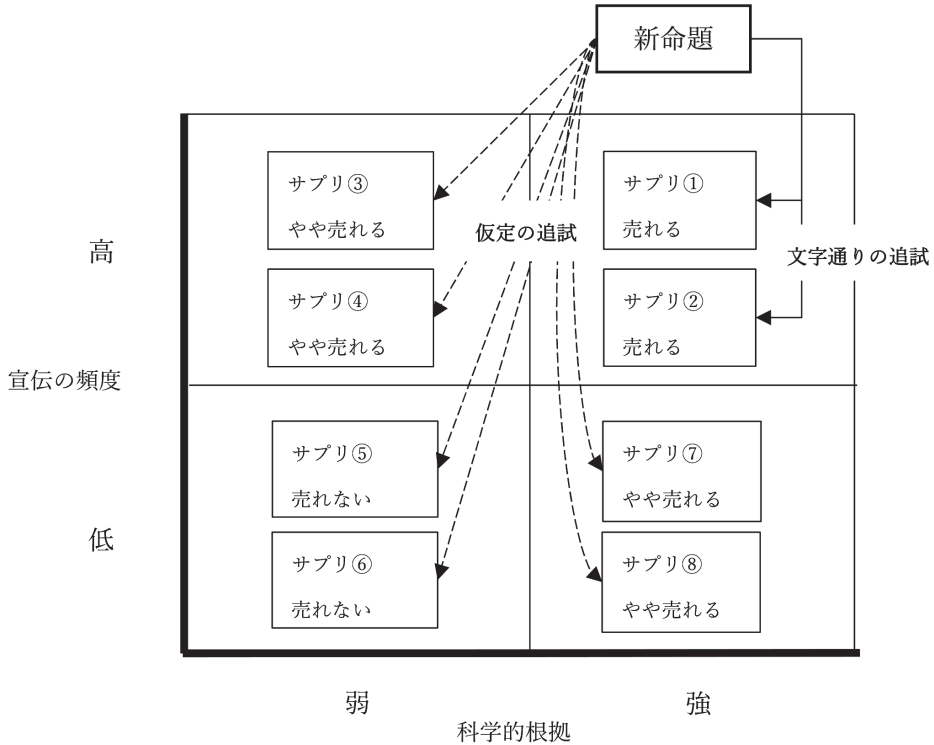 新命題
サプリ③
やや売れる
サプリ①
売れる
仮定の追試
文字通りの追試
高
サプリ④
やや売れる
サプリ②
売れる
宣伝の頻度
サプリ⑤
売れない
サプリ⑦
やや売れる
低
サプリ⑥
売れない
サプリ⑧
やや売れる
弱
強
科学的根拠